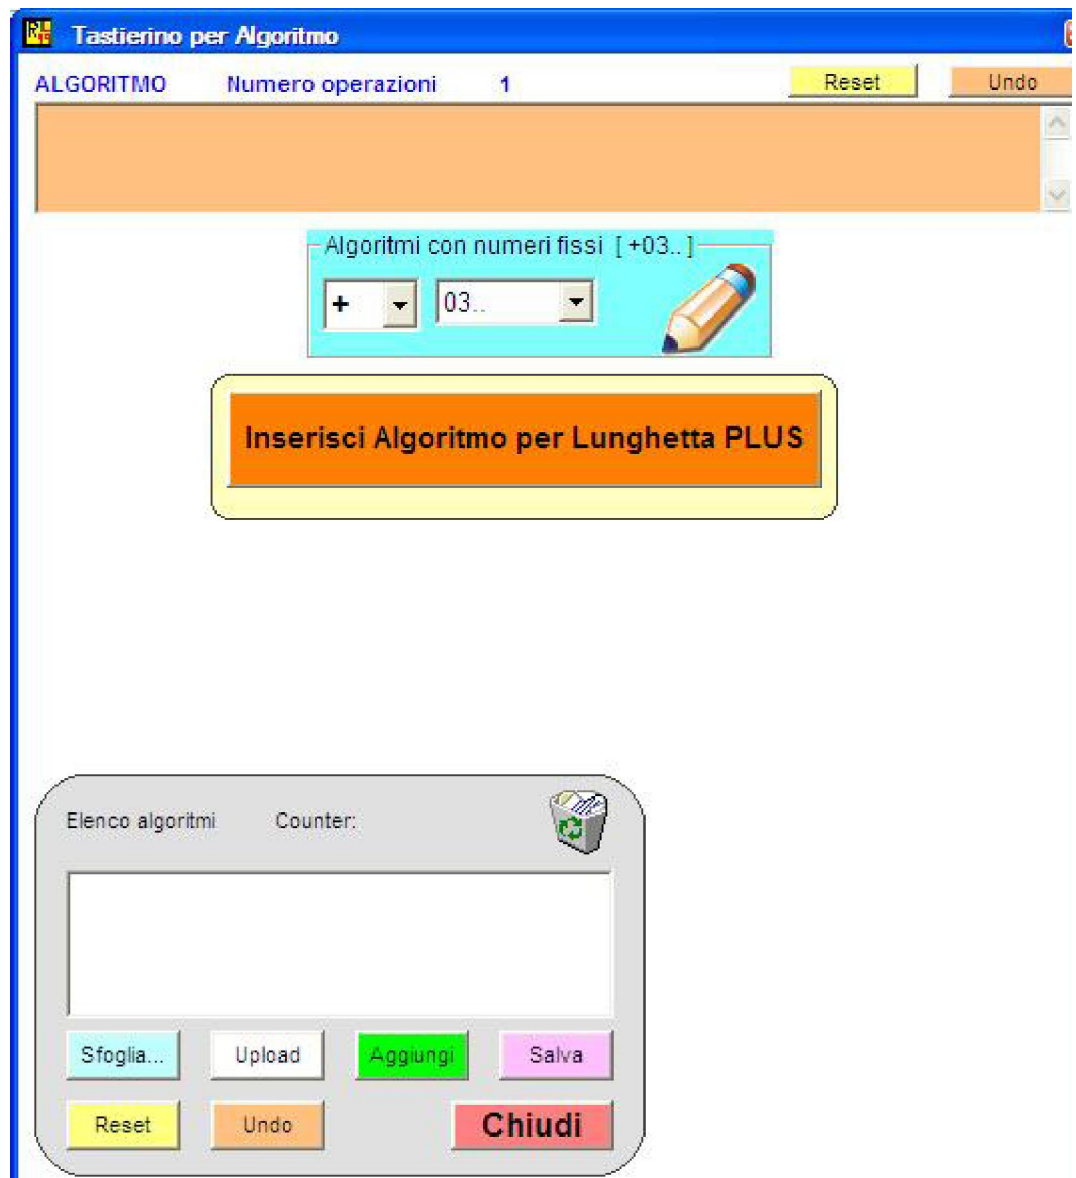 Tastierino per Algoritmo
ALGORITMO Numero operazioni 1 Reset Undo
Algoritmi con numeri fissi [ +03.. ]
+ 03..
Inserisci Algoritmo per Lunghetta PLUS
Elenco algoritmi Counter:
Sfoglia... Upload Aggiungi Salva
Reset Undo Chiudi